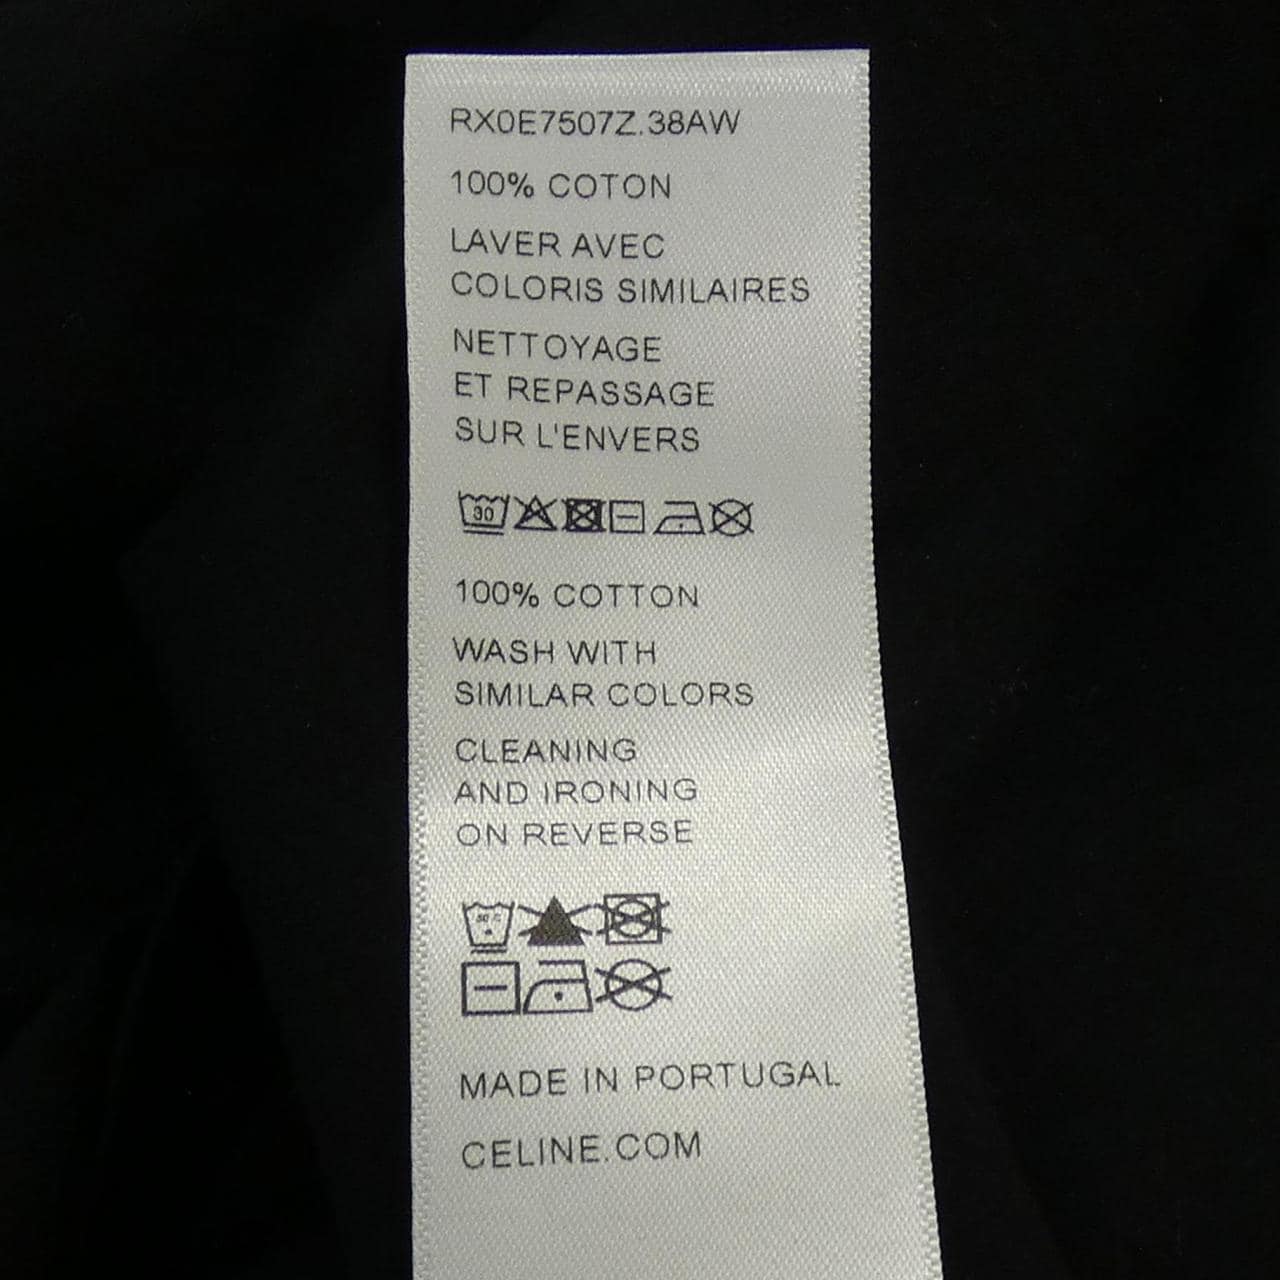 RX0E7507Z.38AW
100% COTON
LAVER AVEC
COLORIS SIMILAIRES
NETTOYAGE
ET REPASSAGE
SUR L'ENVERS
30
100% COTTON
WASH WITH
SIMILAR COLORS
CLEANING
AND IRONING
ON REVERSE
MADE IN PORTUGAL
CELINE.COM